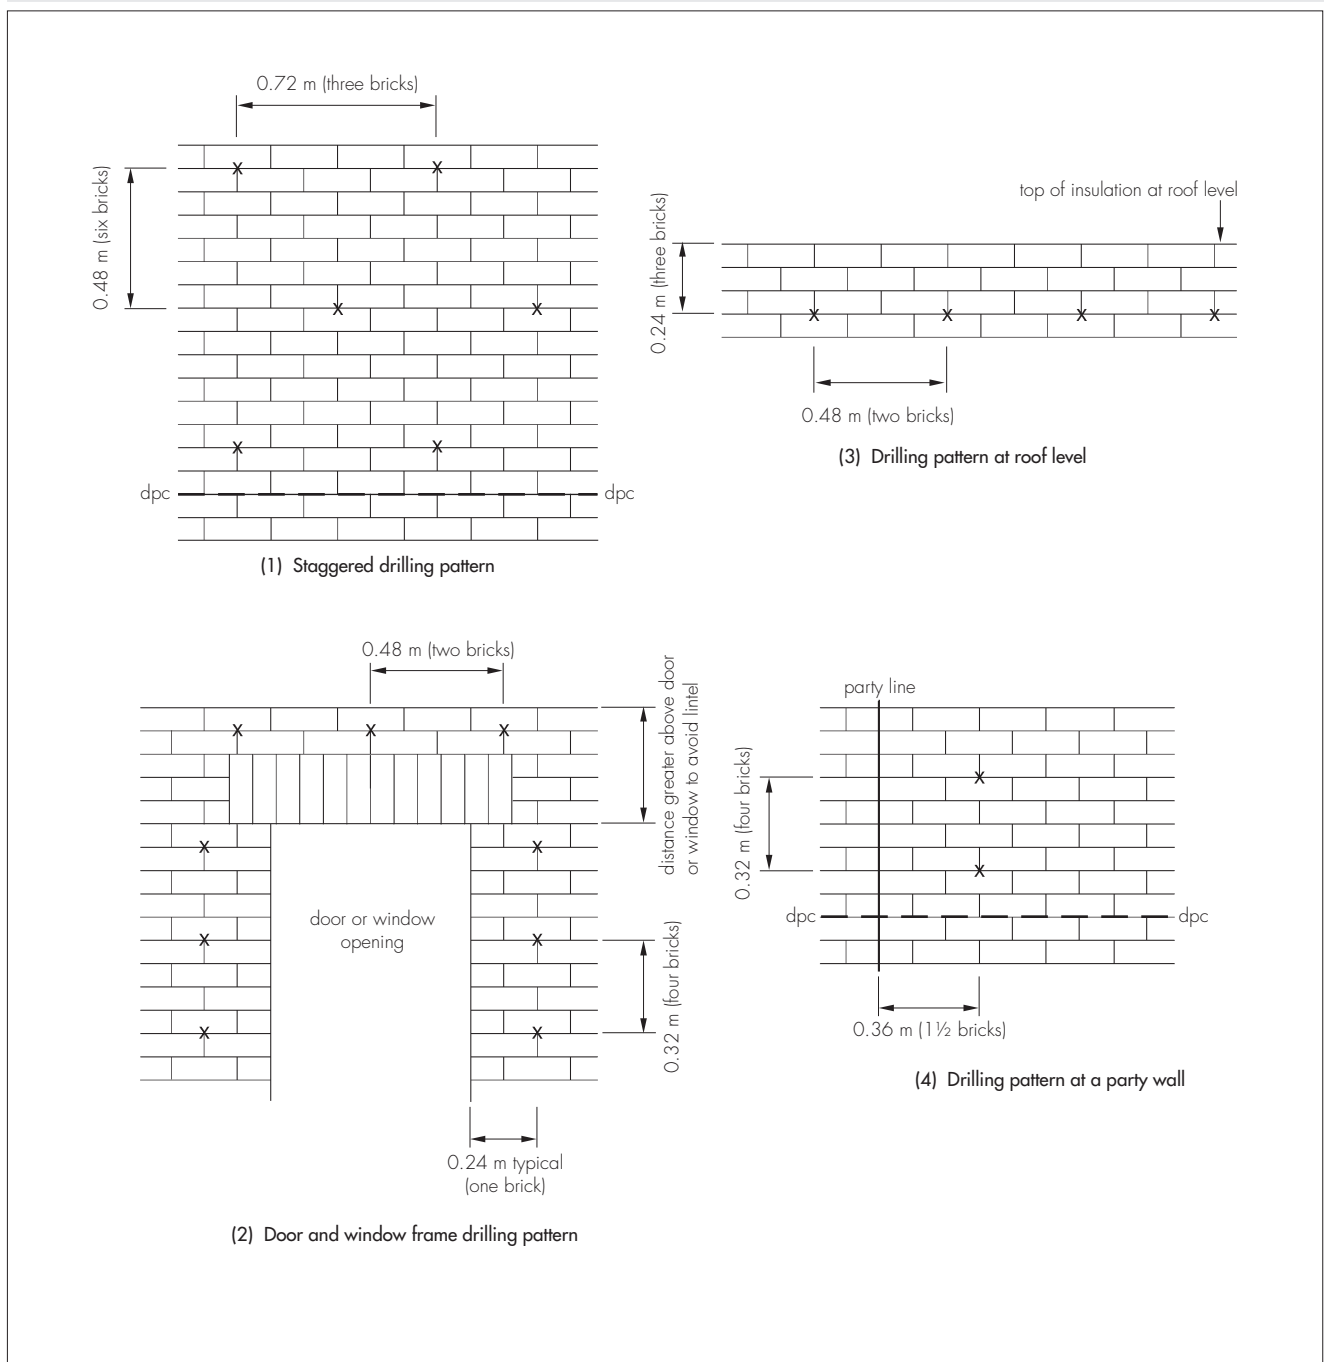 0.72 m (three bricks)
0.48 m (six bricks)
X X
X X
X X
dpc dpc
(1) Staggered drilling pattern
top of insulation at roof level
0.24 m (three bricks)
X X X X
0.48 m (two bricks)
(3) Drilling pattern at roof level
0.48 m (two bricks)
X X X
distance greater above door
or window to avoid lintel
X X
door or window
opening
X X
0.32 m (four bricks)
X X
0.24 m typical
(one brick)
(2) Door and window frame drilling pattern
party line
X
0.32 m (four bricks)
X
dpc dpc
0.36 m (1½ bricks)
(4) Drilling pattern at a party wall